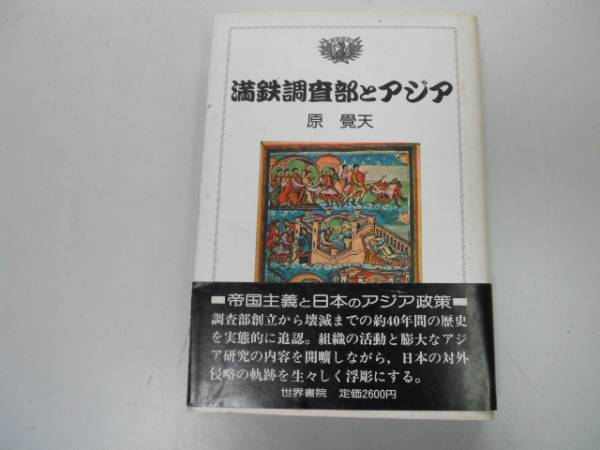 満鉄調査部とアジア
原 覺天
帝国主義と日本のアジア政策
調査部創立から壊滅までの約40年間の歴史
を実態的に追認。組織の活動と膨大なアジ
ア研究の内容を開曠しながら、日本の対外
侵略の軌跡を生々しく浮彫にする。
世界書院 定価2600円